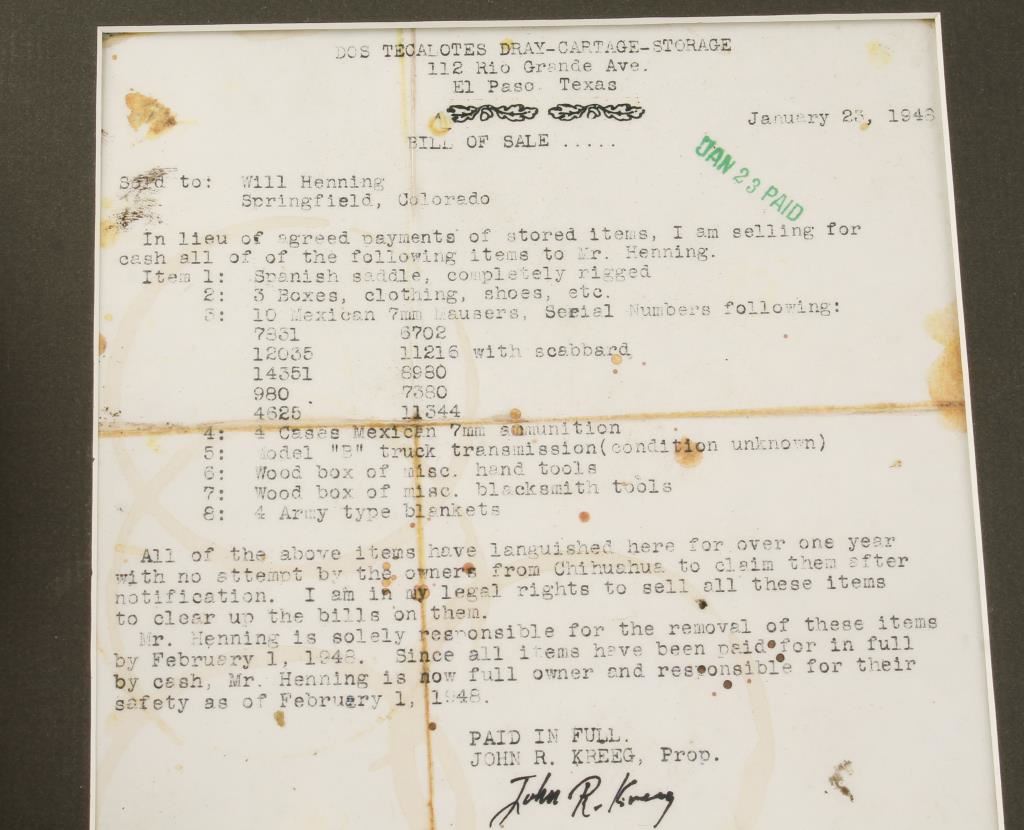 DOS TECALOTES DRAY-CARTAGE-STORAGE
112 Rio Grande Ave.
El Paso Texas
January 23, 1948
BILL OF SALE .....
JAN 23 PAID
Sold to: Will Henning
Springfield, Colorado
In lieu of agreed payments of stored items, I am selling for
cash all of of the following items to Mr. Henning.
Item 1: Spanish saddle, completely rigged
2: 3 Boxes, clothing, shoes, etc.
3: 10 Mexican 7mm Mausers, Serial Numbers following:
7831 6702
12035 11216 with scabbard
14351 8980
980 7380
4625 11344
4: 4 Cases Mexican 7mm ammunition
5: Model "B" truck transmission(condition unknown)
6: Wood box of misc. hand tools
7: Wood box of misc. blacksmith tools
8: 4 Army type blankets
All of the above items have languished here for over one year
with no attempt by the owners from Chihuahua to claim them after
notification. I am in my legal rights to sell all these items
to clear up the bills on them.
Mr. Henning is solely responsible for the removal of these items
by February 1, 1948. Since all items have been paid for in full
by cash, Mr. Henning is now full owner and responsible for their
safety as of February 1, 1948.
PAID IN FULL.
JOHN R. KREEG, Prop.
John R. Kreeg